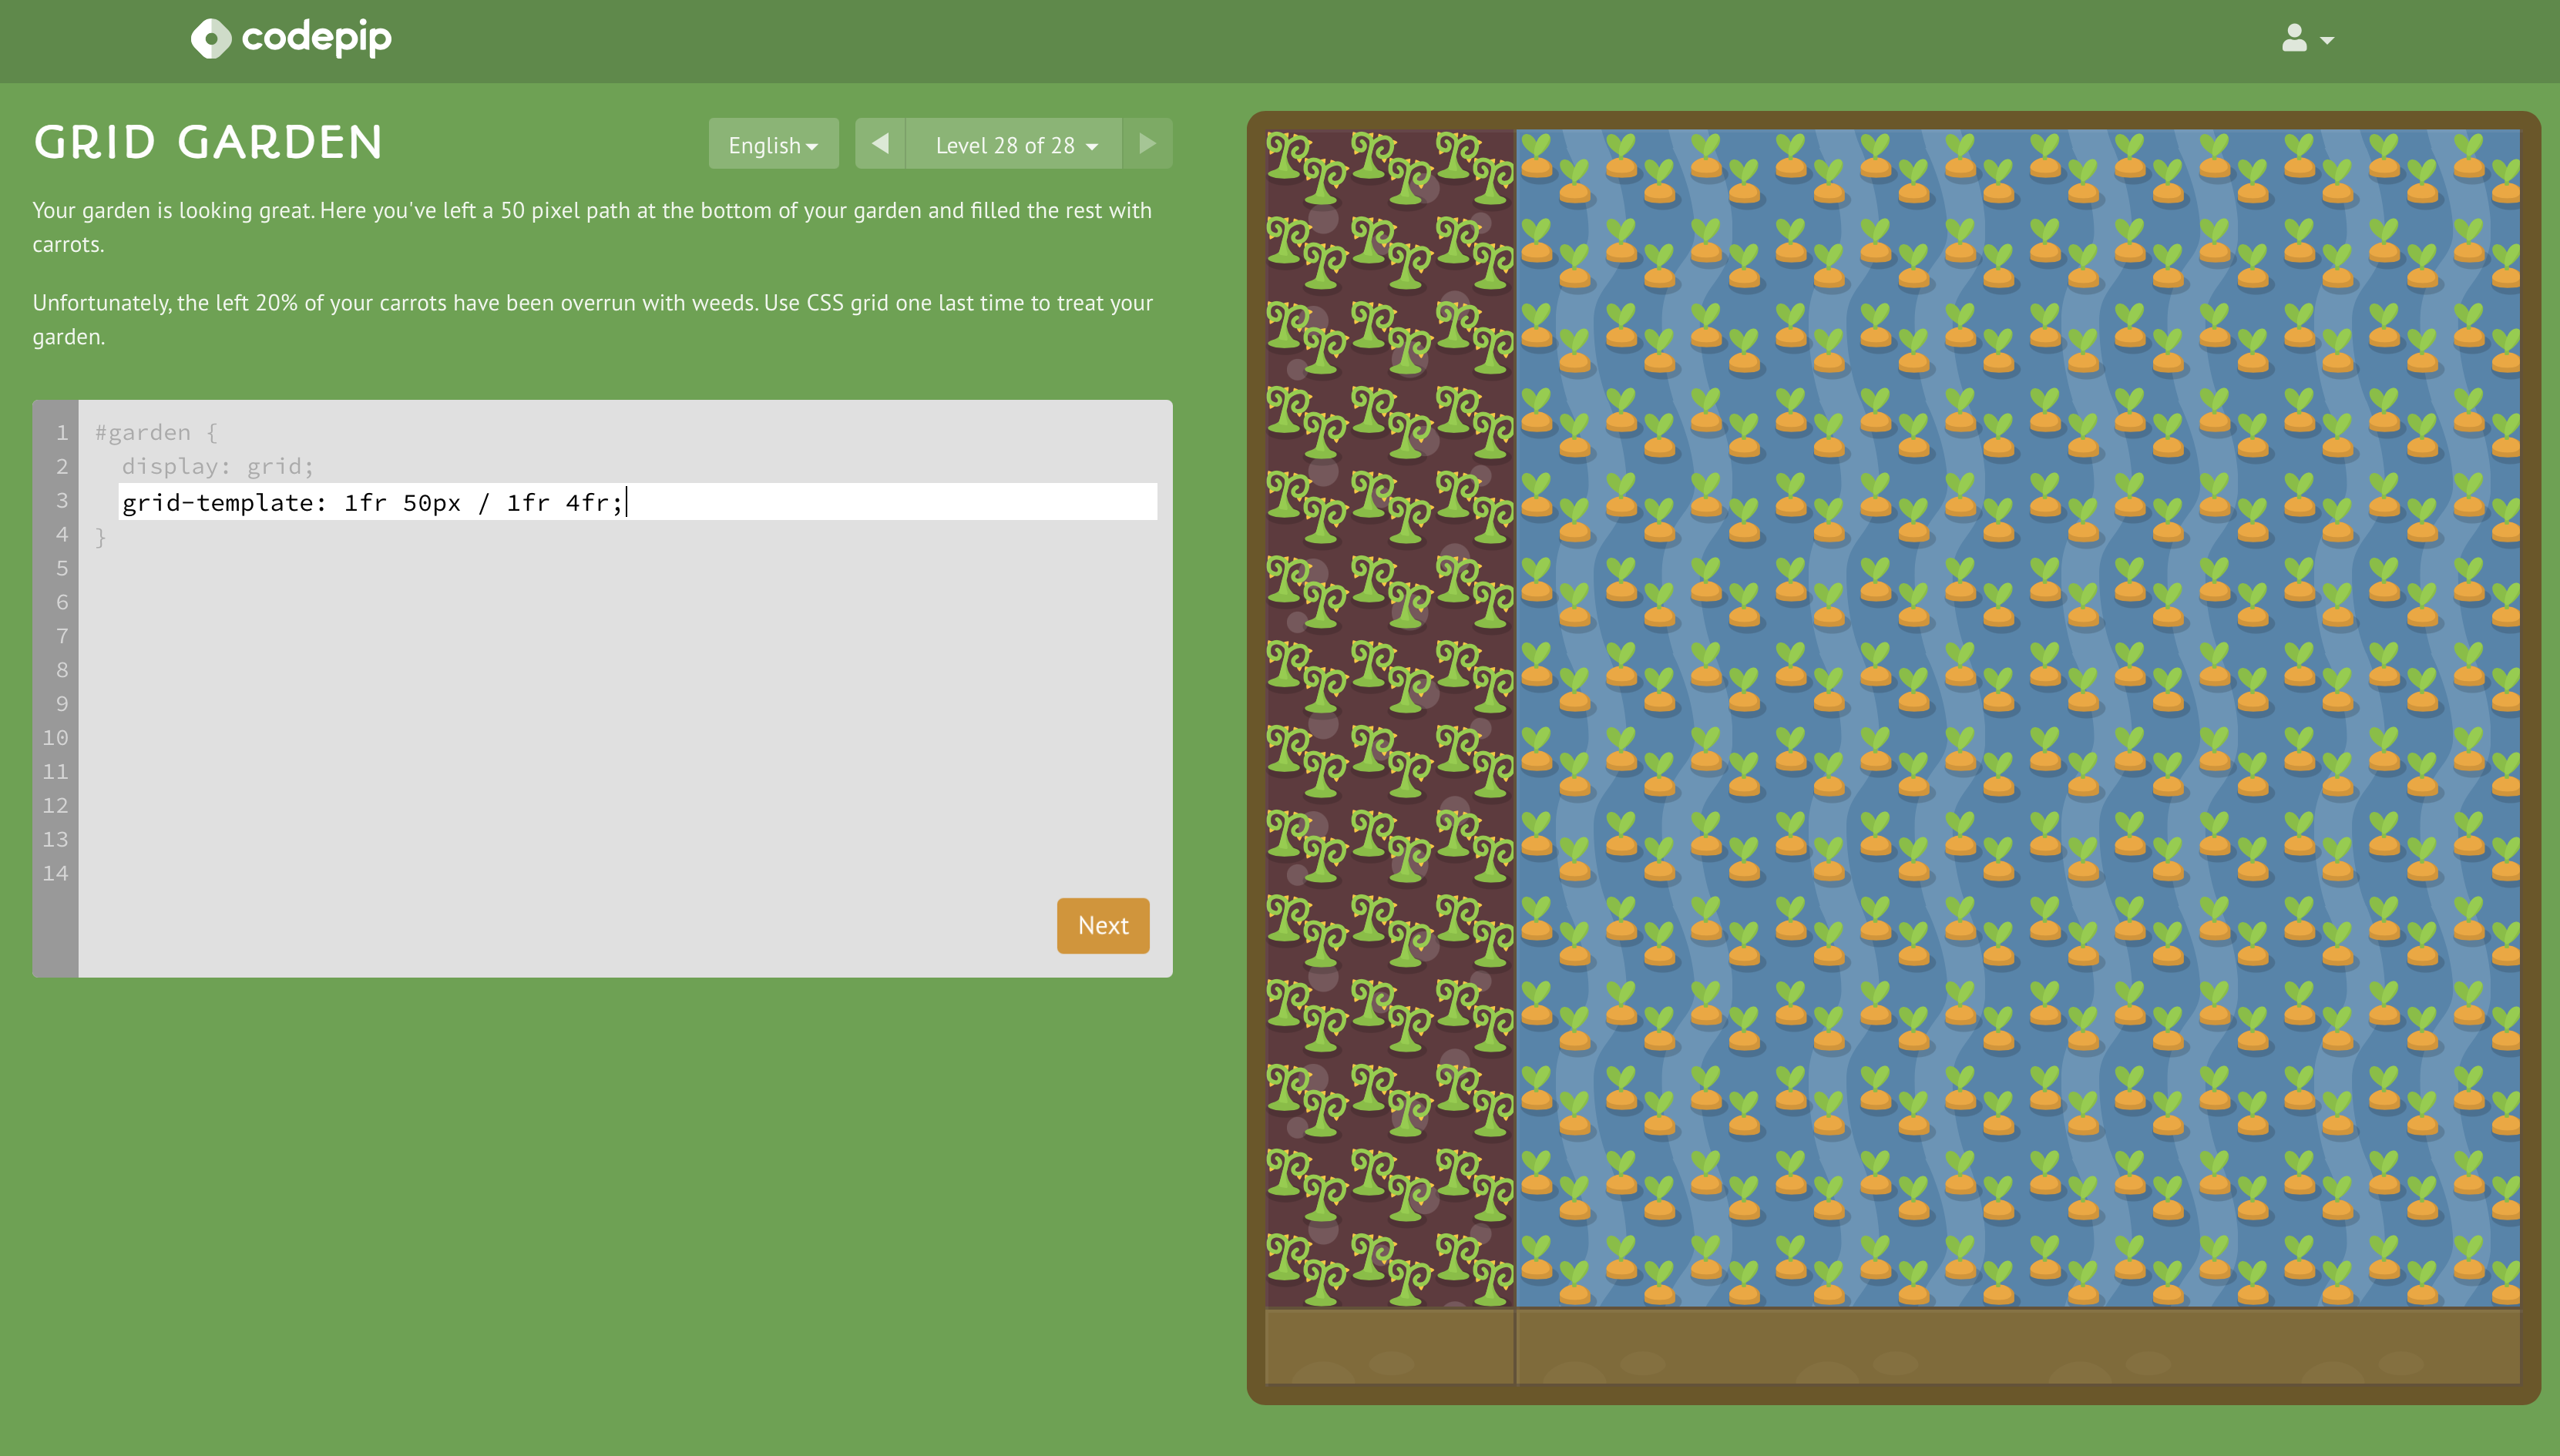 codepip
GRID GARDEN
English
Level 28 of 28
Your garden is looking great. Here you've left a 50 pixel path at the bottom of your garden and filled the rest with
carrots.
Unfortunately, the left 20% of your carrots have been overrun with weeds. Use CSS grid one last time to treat your
garden.
1 #garden {
2 display: grid;
3 grid-template: 1fr 50px / 1fr 4fr;
4 }
5
6
7
8
9
10
11
12
13
14
Next